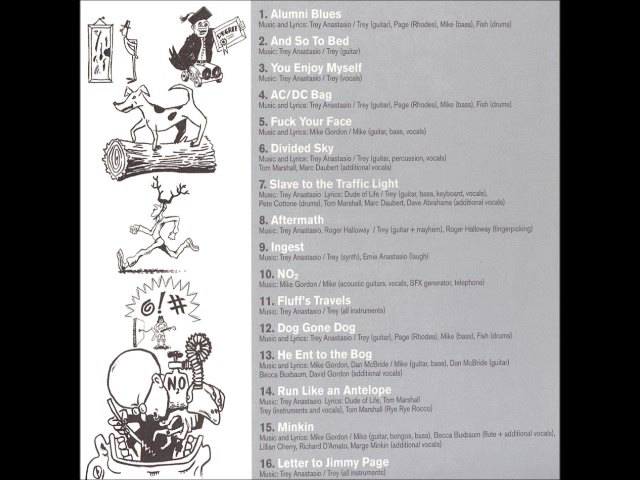 DEGREE
@!#
NO
1. Alumni Blues
Music and Lyrics: Trey Anastasio / Trey (guitar), Page (Rhodes), Mike (bass), Fish (drums)
2. And So To Bed
Music: Trey Anastasio / Trey (guitar)
3. You Enjoy Myself
Music: Trey Anastasio / Trey (vocals)
4. AC/DC Bag
Music and Lyrics: Trey Anastasio / Trey (guitar), Page (Rhodes), Mike (bass), Fish (drums)
5. Fuck Your Face
Music and Lyrics: Mike Gordon / Mike (guitar, bass, vocals)
6. Divided Sky
Music and Lyrics: Trey Anastasio / Trey (guitar, percussion, vocals)
Tom Marshall, Marc Daubert (additional vocals)
7. Slave to the Traffic Light
Music: Trey Anastasio Lyrics: Dude of Life / Trey (guitar, bass, keyboard, vocals),
Pete Cottone (drums), Tom Marshall, Marc Daubert, Dave Abrahams (additional vocals)
8. Aftermath
Music: Trey Anastasio, Roger Halloway / Trey (guitar + mayhem), Roger Halloway (fingerpicking)
9. Ingest
Music: Trey Anastasio / Trey (synth), Ernie Anastasio (laugh)
10. NO₂
Music: Mike Gordon / Mike (acoustic guitars, vocals, SFX generator, telephone)
11. Fluff's Travels
Music: Trey Anastasio / Trey (all instruments)
12. Dog Gone Dog
Music and Lyrics: Trey Anastasio / Trey (guitar), Page (Rhodes), Mike (bass), Fish (drums)
13. He Ent to the Bog
Music and Lyrics: Mike Gordon, Dan McBride / Mike (guitar, bass), Dan McBride (guitar)
Becca Buxbaum, David Gordon (additional vocals)
14. Run Like an Antelope
Music: Trey Anastasio Lyrics: Dude of Life, Tom Marshall
Trey (instruments and vocals), Tom Marshall (Rye Rye Rocco)
15. Minkin
Music and Lyrics: Mike Gordon / Mike (guitar, bongos, bass), Becca Buxbaum (flute + additional vocals),
Lillian Cherry, Richard D'Amato, Marge Minkin (additional vocals)
16. Letter to Jimmy Page
Music: Trey Anastasio / Trey (all instruments)